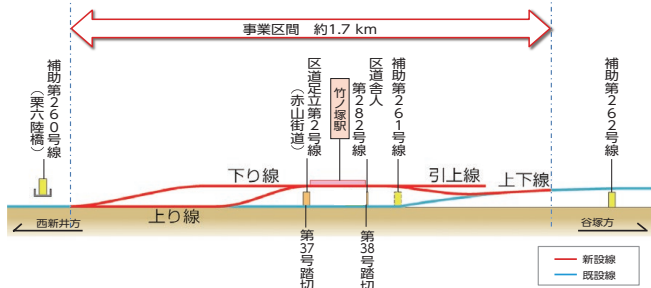 事業区間　約1.7 km
補助第260号線
（栗六陸橋）
区道足立第2号線
（赤山街道）
竹ノ塚駅
区道舎人
第282号線
補助第261号線
補助第262号線
下り線
引上線
上下線
上り線
西新井方
谷塚方
第37号踏切
第38号踏切
新設線
既設線